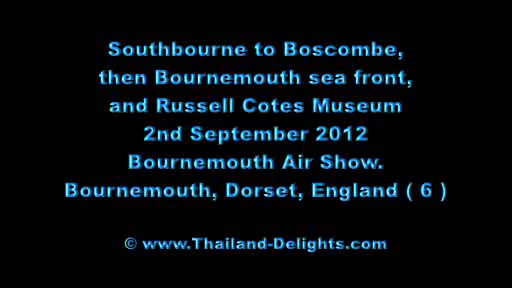 Southbourne to Boscombe,
then Bournemouth sea front,
and Russell Cotes Museum
2nd September 2012
Bournemouth Air Show.
Bournemouth, Dorset, England ( 6 )
© www.Thailand-Delights.com